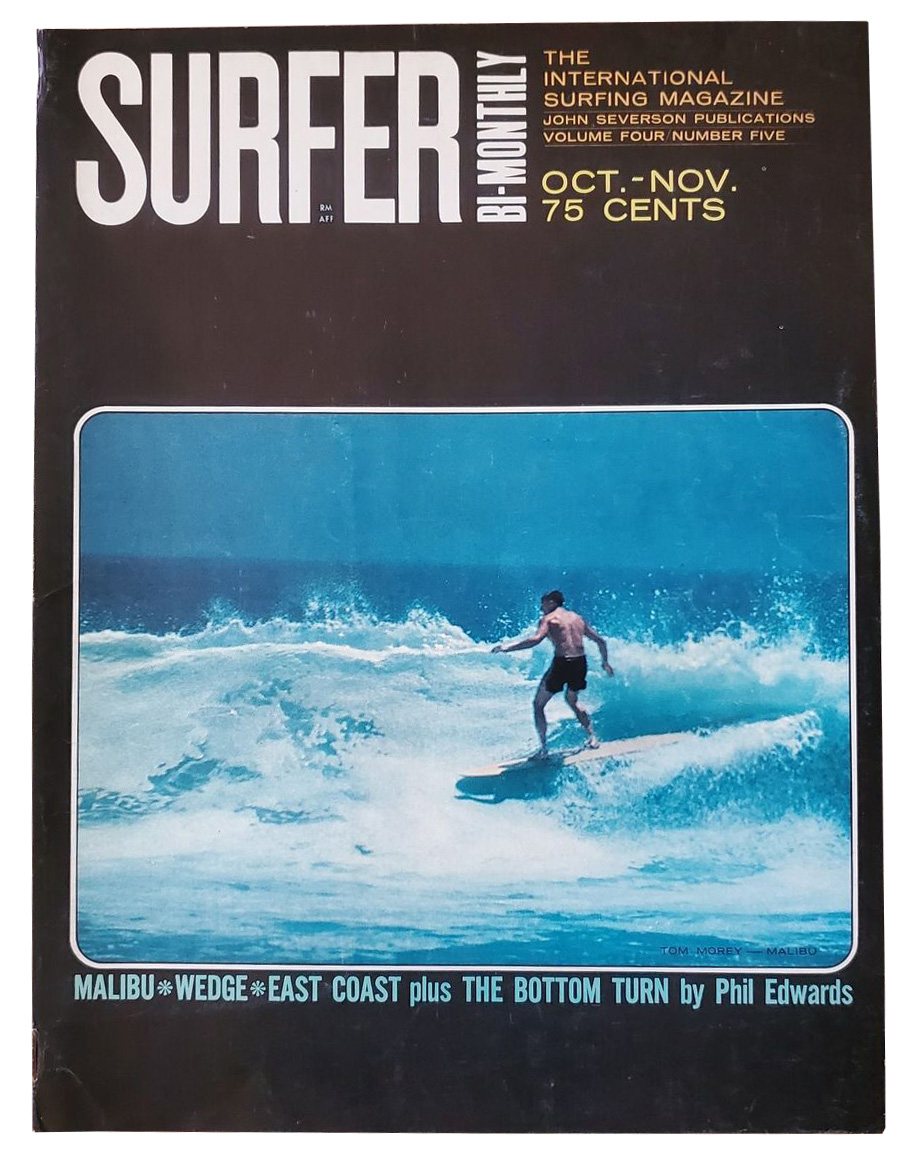 SURFER
BI-MONTHLY
THE
INTERNATIONAL
SURFING MAGAZINE
JOHN SEVERSON PUBLICATIONS
VOLUME FOUR/NUMBER FIVE
OCT.-NOV.
75 CENTS
RM
AFF
TOM MOREY — MALIBU
MALIBU*WEDGE*EAST COAST plus THE BOTTOM TURN by Phil Edwards